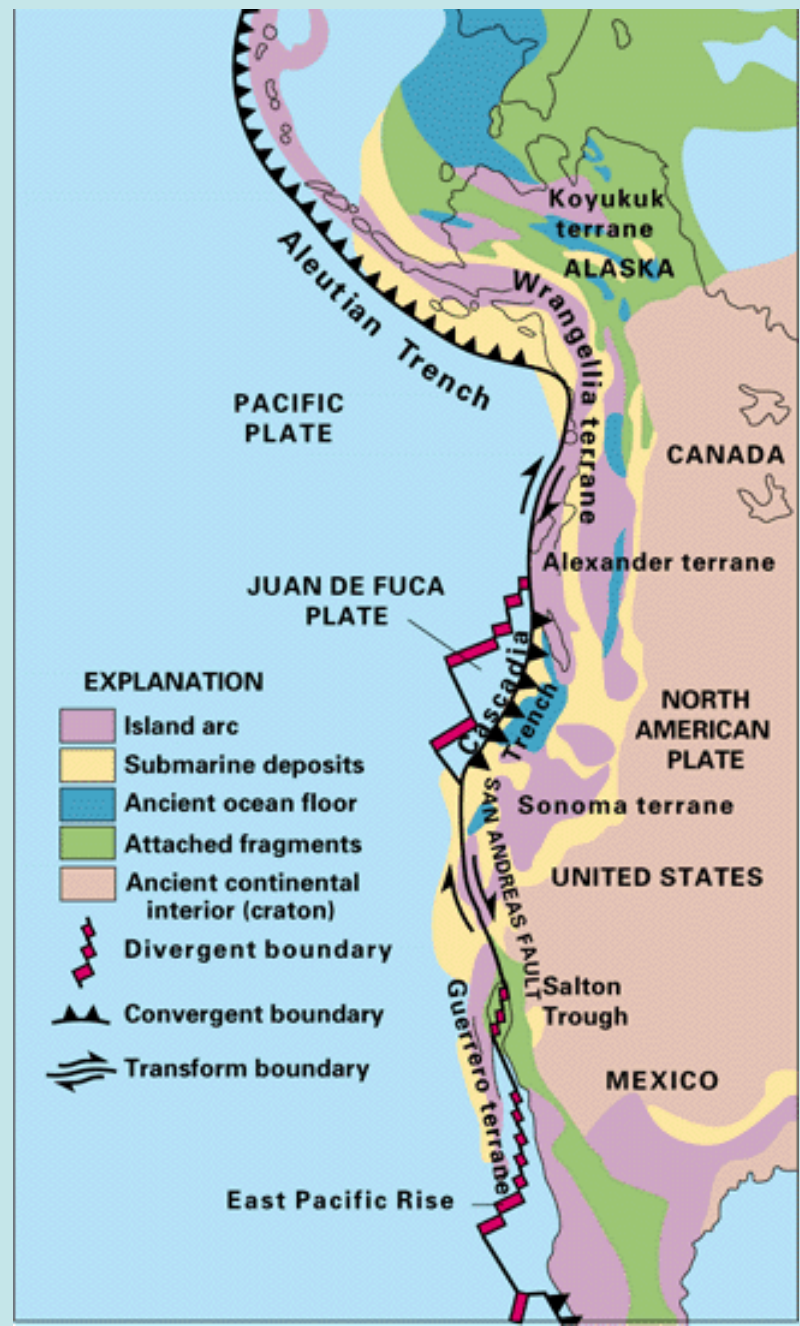 Koyukuk
terrane
ALASKA
Aleutian Trench
Wrangellia terrane
PACIFIC
PLATE
CANADA
Alexander terrane
JUAN DE FUCA
PLATE
Cascadia
Trench
EXPLANATION
Island arc
Submarine deposits
Ancient ocean floor
Attached fragments
Ancient continental
interior (craton)
Divergent boundary
Convergent boundary
Transform boundary
NORTH
AMERICAN
PLATE
Sonoma terrane
SAN ANDREAS FAULT
UNITED STATES
Salton
Trough
Guerrero terrane
MEXICO
East Pacific Rise